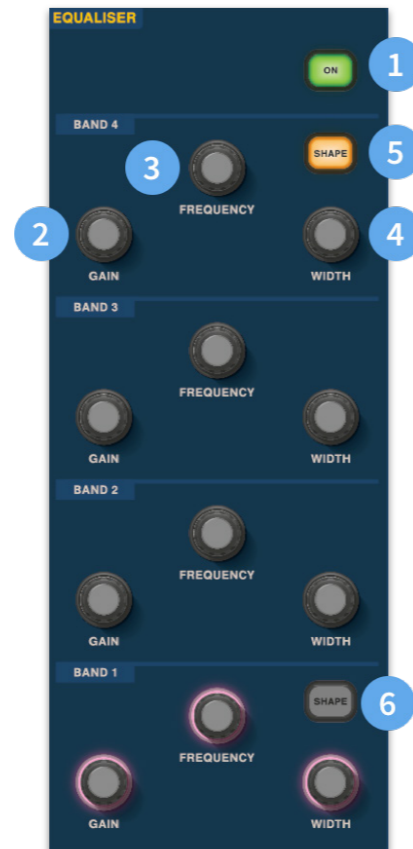 EQUALISER
ON
1
BAND 4
SHAPE
5
3
FREQUENCY
2
4
GAIN
WIDTH
BAND 3
FREQUENCY
GAIN
WIDTH
BAND 2
FREQUENCY
GAIN
WIDTH
BAND 1
SHAPE
6
FREQUENCY
GAIN
WIDTH